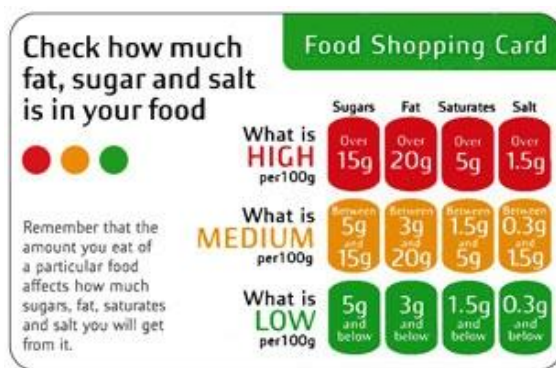 Check how much
fat, sugar and salt
is in your food
Remember that the
amount you eat of
a particular food
affects how much
sugars, fat, saturates
and salt you will get
from it.
Food Shopping Card
Sugars Fat Saturates Salt
What is
HIGH
per100g
Over Over Over Over
15g 20g 5g 1.5g
What is
MEDIUM
per100g
Between Between Between Between
5g 3g 1.5g 0.3g
and and and and
15g 20g 5g 1.5g
What is
LOW
per100g
5g 3g 1.5g 0.3g
and and and and
below below below below